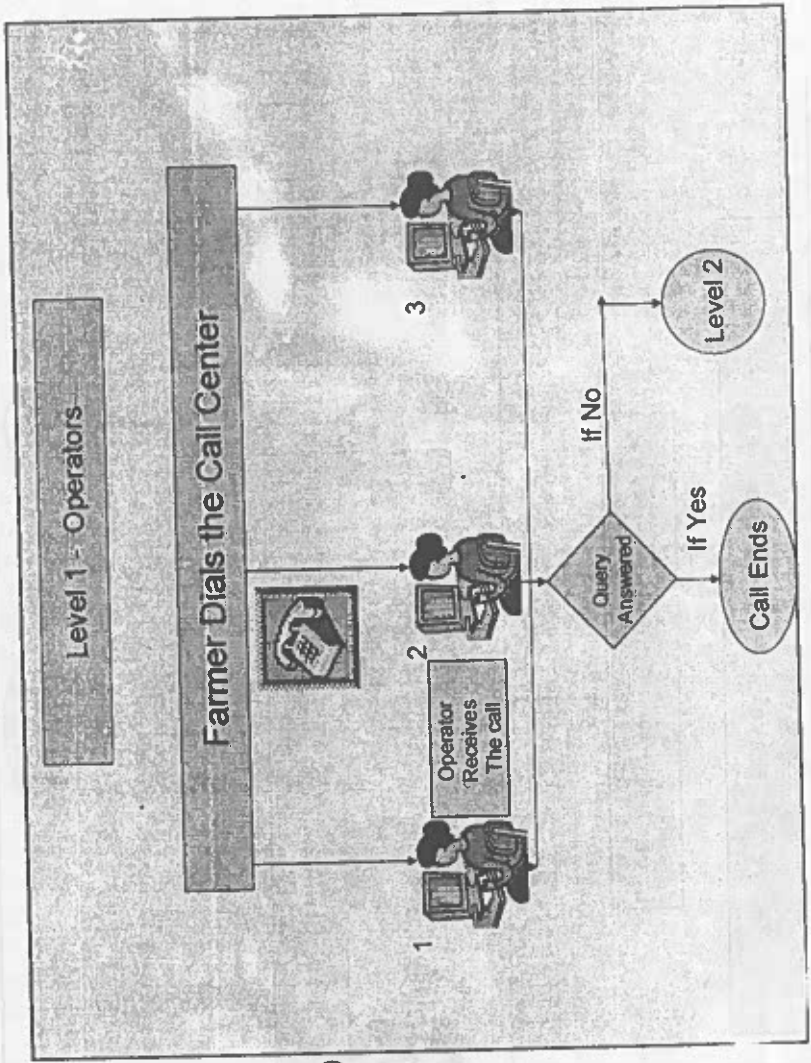 Level 1 - Operators
Farmer Dials the Call Center
1
2
3
Operator
Receives
The call
Query
Answered
If No
If Yes
Level 2
Call Ends